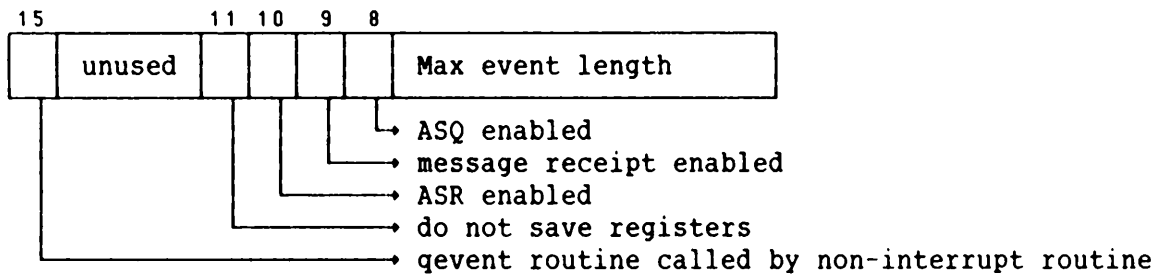 15 11 10 9 8
unused Max event length
ASQ enabled
message receipt enabled
ASR enabled
do not save registers
qevent routine called by non-interrupt routine